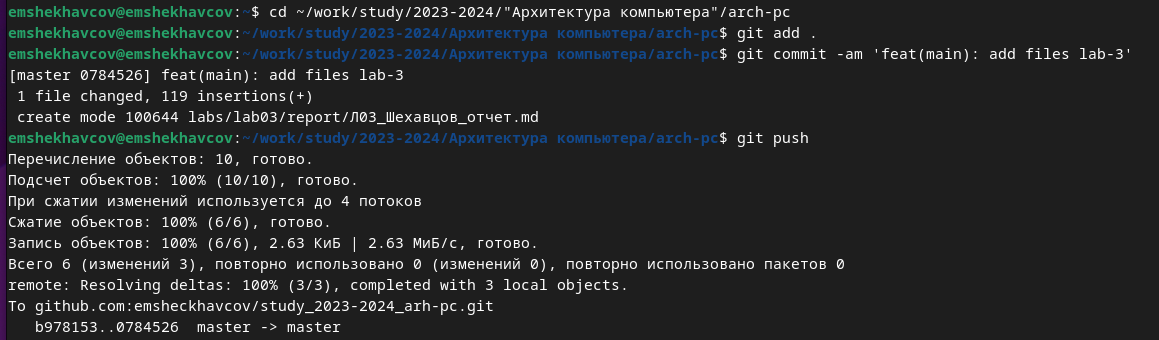 emshekhavcov@emshekhavcov:~$ cd ~/work/study/2023-2024/"Архитектура компьютера"/arch-pc
emshekhavcov@emshekhavcov:~/work/study/2023-2024/Архитектура компьютера/arch-pc$ git add .
emshekhavcov@emshekhavcov:~/work/study/2023-2024/Архитектура компьютера/arch-pc$ git commit -am 'feat(main): add files lab-3'
[master 0784526] feat(main): add files lab-3
 1 file changed, 119 insertions(+)
 create mode 100644 labs/lab03/report/Л03_Шехавцов_отчет.md
emshekhavcov@emshekhavcov:~/work/study/2023-2024/Архитектура компьютера/arch-pc$ git push
Перечисление объектов: 10, готово.
Подсчет объектов: 100% (10/10), готово.
При сжатии изменений используется до 4 потоков
Сжатие объектов: 100% (6/6), готово.
Запись объектов: 100% (6/6), 2.63 КиБ | 2.63 МиБ/с, готово.
Всего 6 (изменений 3), повторно использовано 0 (изменений 0), повторно использовано пакетов 0
remote: Resolving deltas: 100% (3/3), completed with 3 local objects.
To github.com:emsheckhavcov/study_2023-2024_arh-pc.git
   b978153..0784526  master -> master